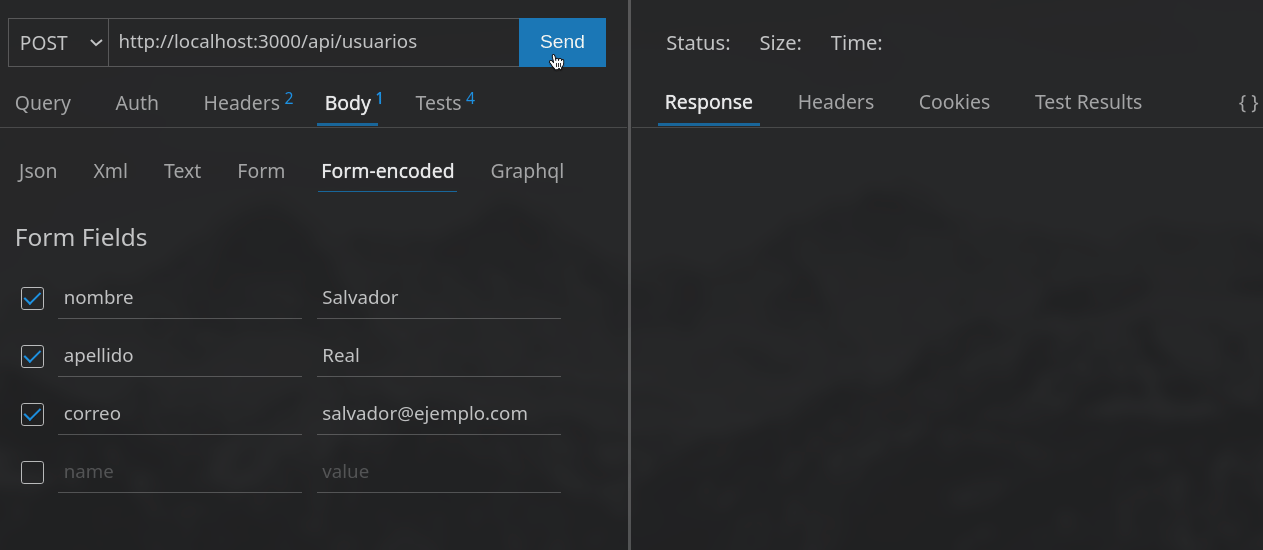 POST http://localhost:3000/api/usuarios Send
Query Auth Headers 2 Body 1 Tests 4
Json Xml Text Form Form-encoded Graphql
Form Fields
nombre Salvador
apellido Real
correo salvador@ejemplo.com
name value
Status: Size: Time:
Response Headers Cookies Test Results { }